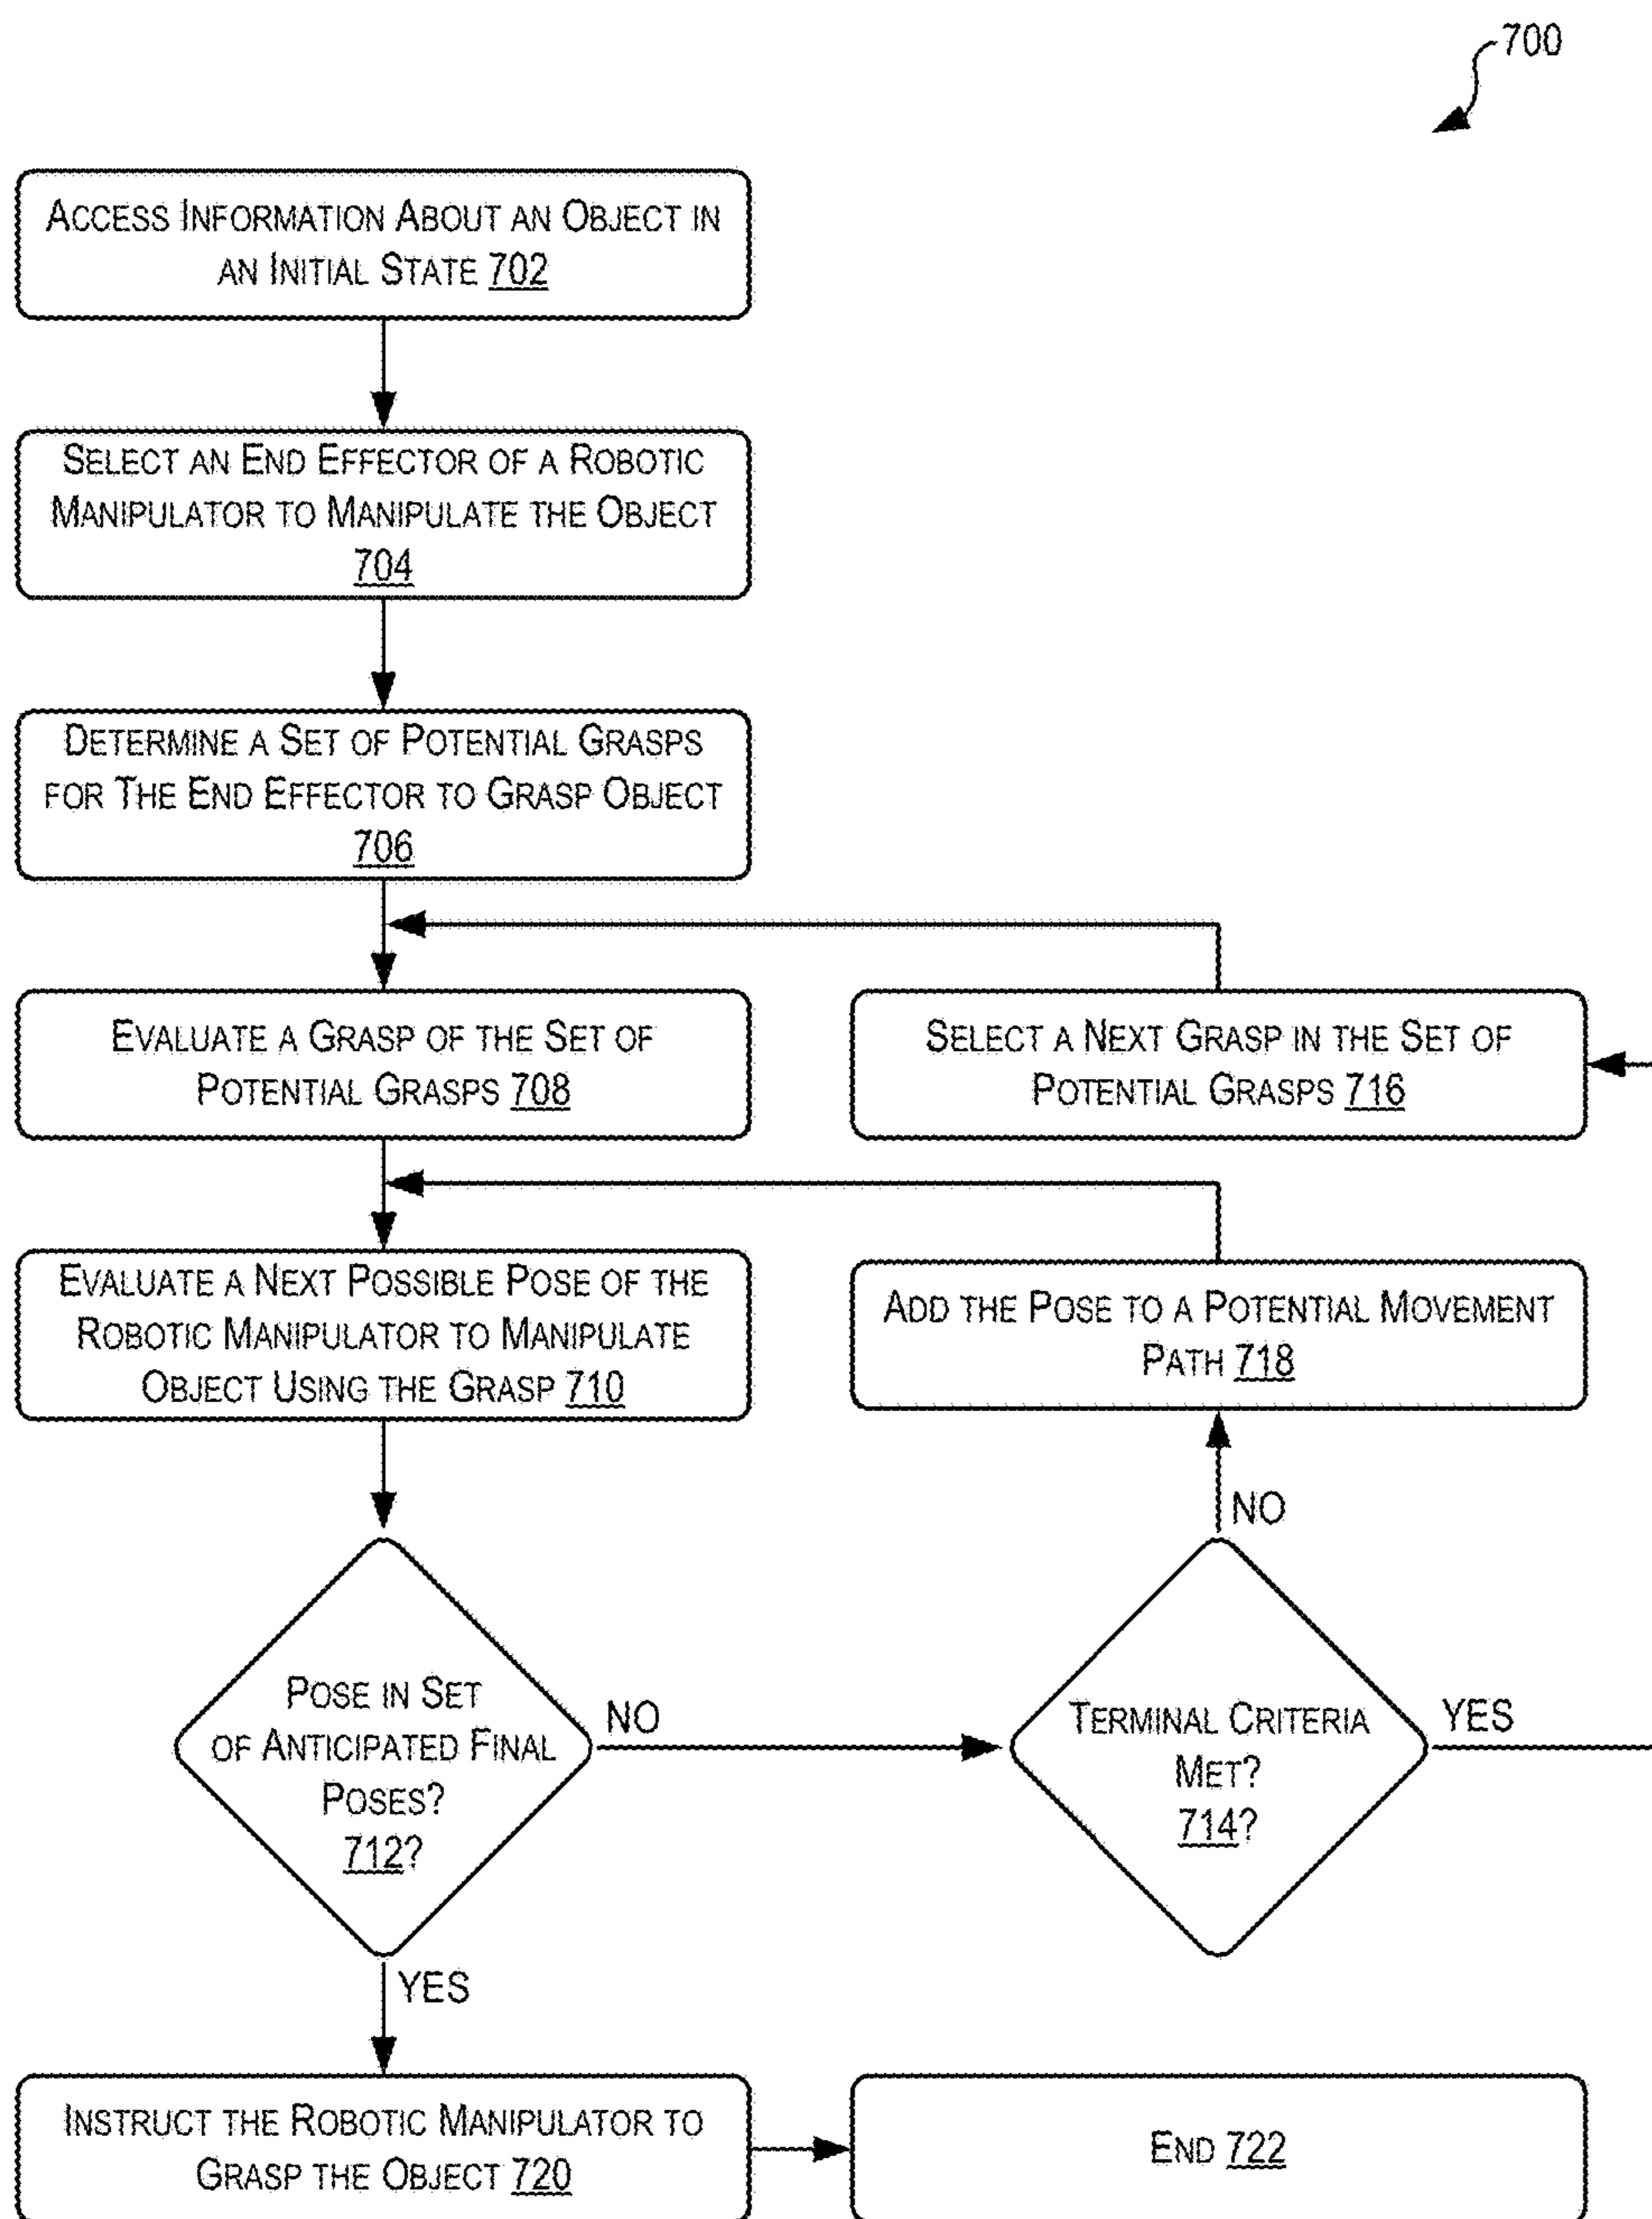 700
ACCESS INFORMATION ABOUT AN OBJECT IN
AN INITIAL STATE 702
SELECT AN END EFFECTOR OF A ROBOTIC
MANIPULATOR TO MANIPULATE THE OBJECT
704
DETERMINE A SET OF POTENTIAL GRASPS
FOR THE END EFFECTOR TO GRASP OBJECT
706
EVALUATE A GRASP OF THE SET OF
POTENTIAL GRASPS 708
SELECT A NEXT GRASP IN THE SET OF
POTENTIAL GRASPS 716
EVALUATE A NEXT POSSIBLE POSE OF THE
ROBOTIC MANIPULATOR TO MANIPULATE
OBJECT USING THE GRASP 710
ADD THE POSE TO A POTENTIAL MOVEMENT
PATH 718
NO
POSE IN SET
OF ANTICIPATED FINAL
POSES?
712?
NO
TERMINAL CRITERIA
MET?
714?
YES
YES
INSTRUCT THE ROBOTIC MANIPULATOR TO
GRASP THE OBJECT 720
END 722